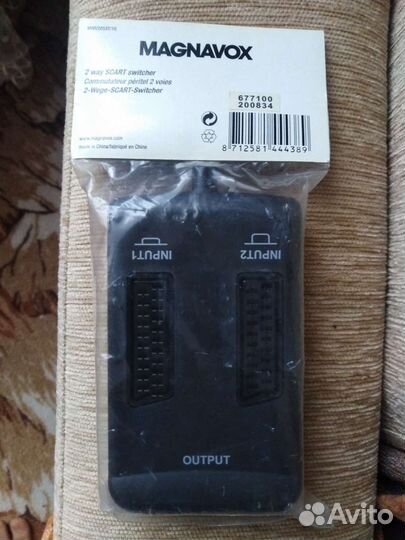 MAGNAVOX
2 way SCART switcher
Commutateur péritel 2 voies
2-Wege-SCART-Switcher
677100
200834
www.magnavox.com
Made in China/fabriqué en China
8 712581 444389
INPUT1
INPUT2
OUTPUT
Avito